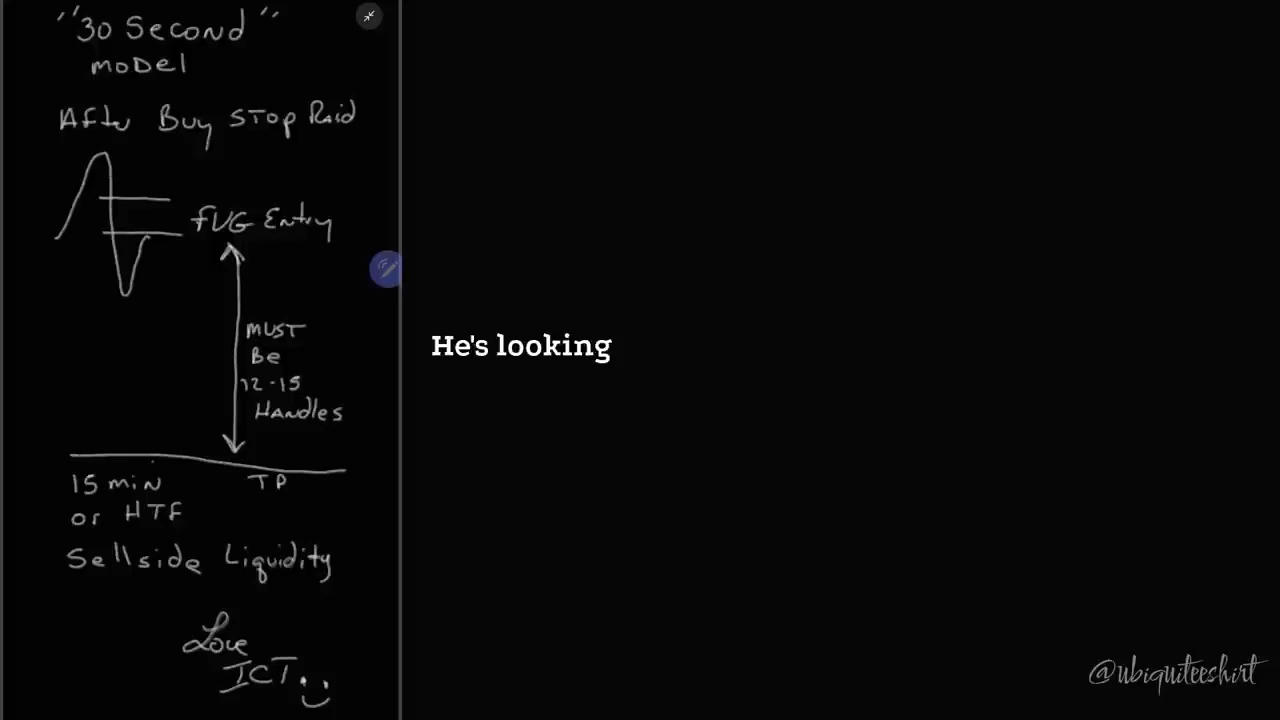 "30 Second"
MODel
After Buy STop Raid
FVG Entry
MUST
Be
12-15
HANdles
15 min
TP
or HTF
Sellside Liquidity
Love
ICT
He's looking
@ubiquiteeshirt